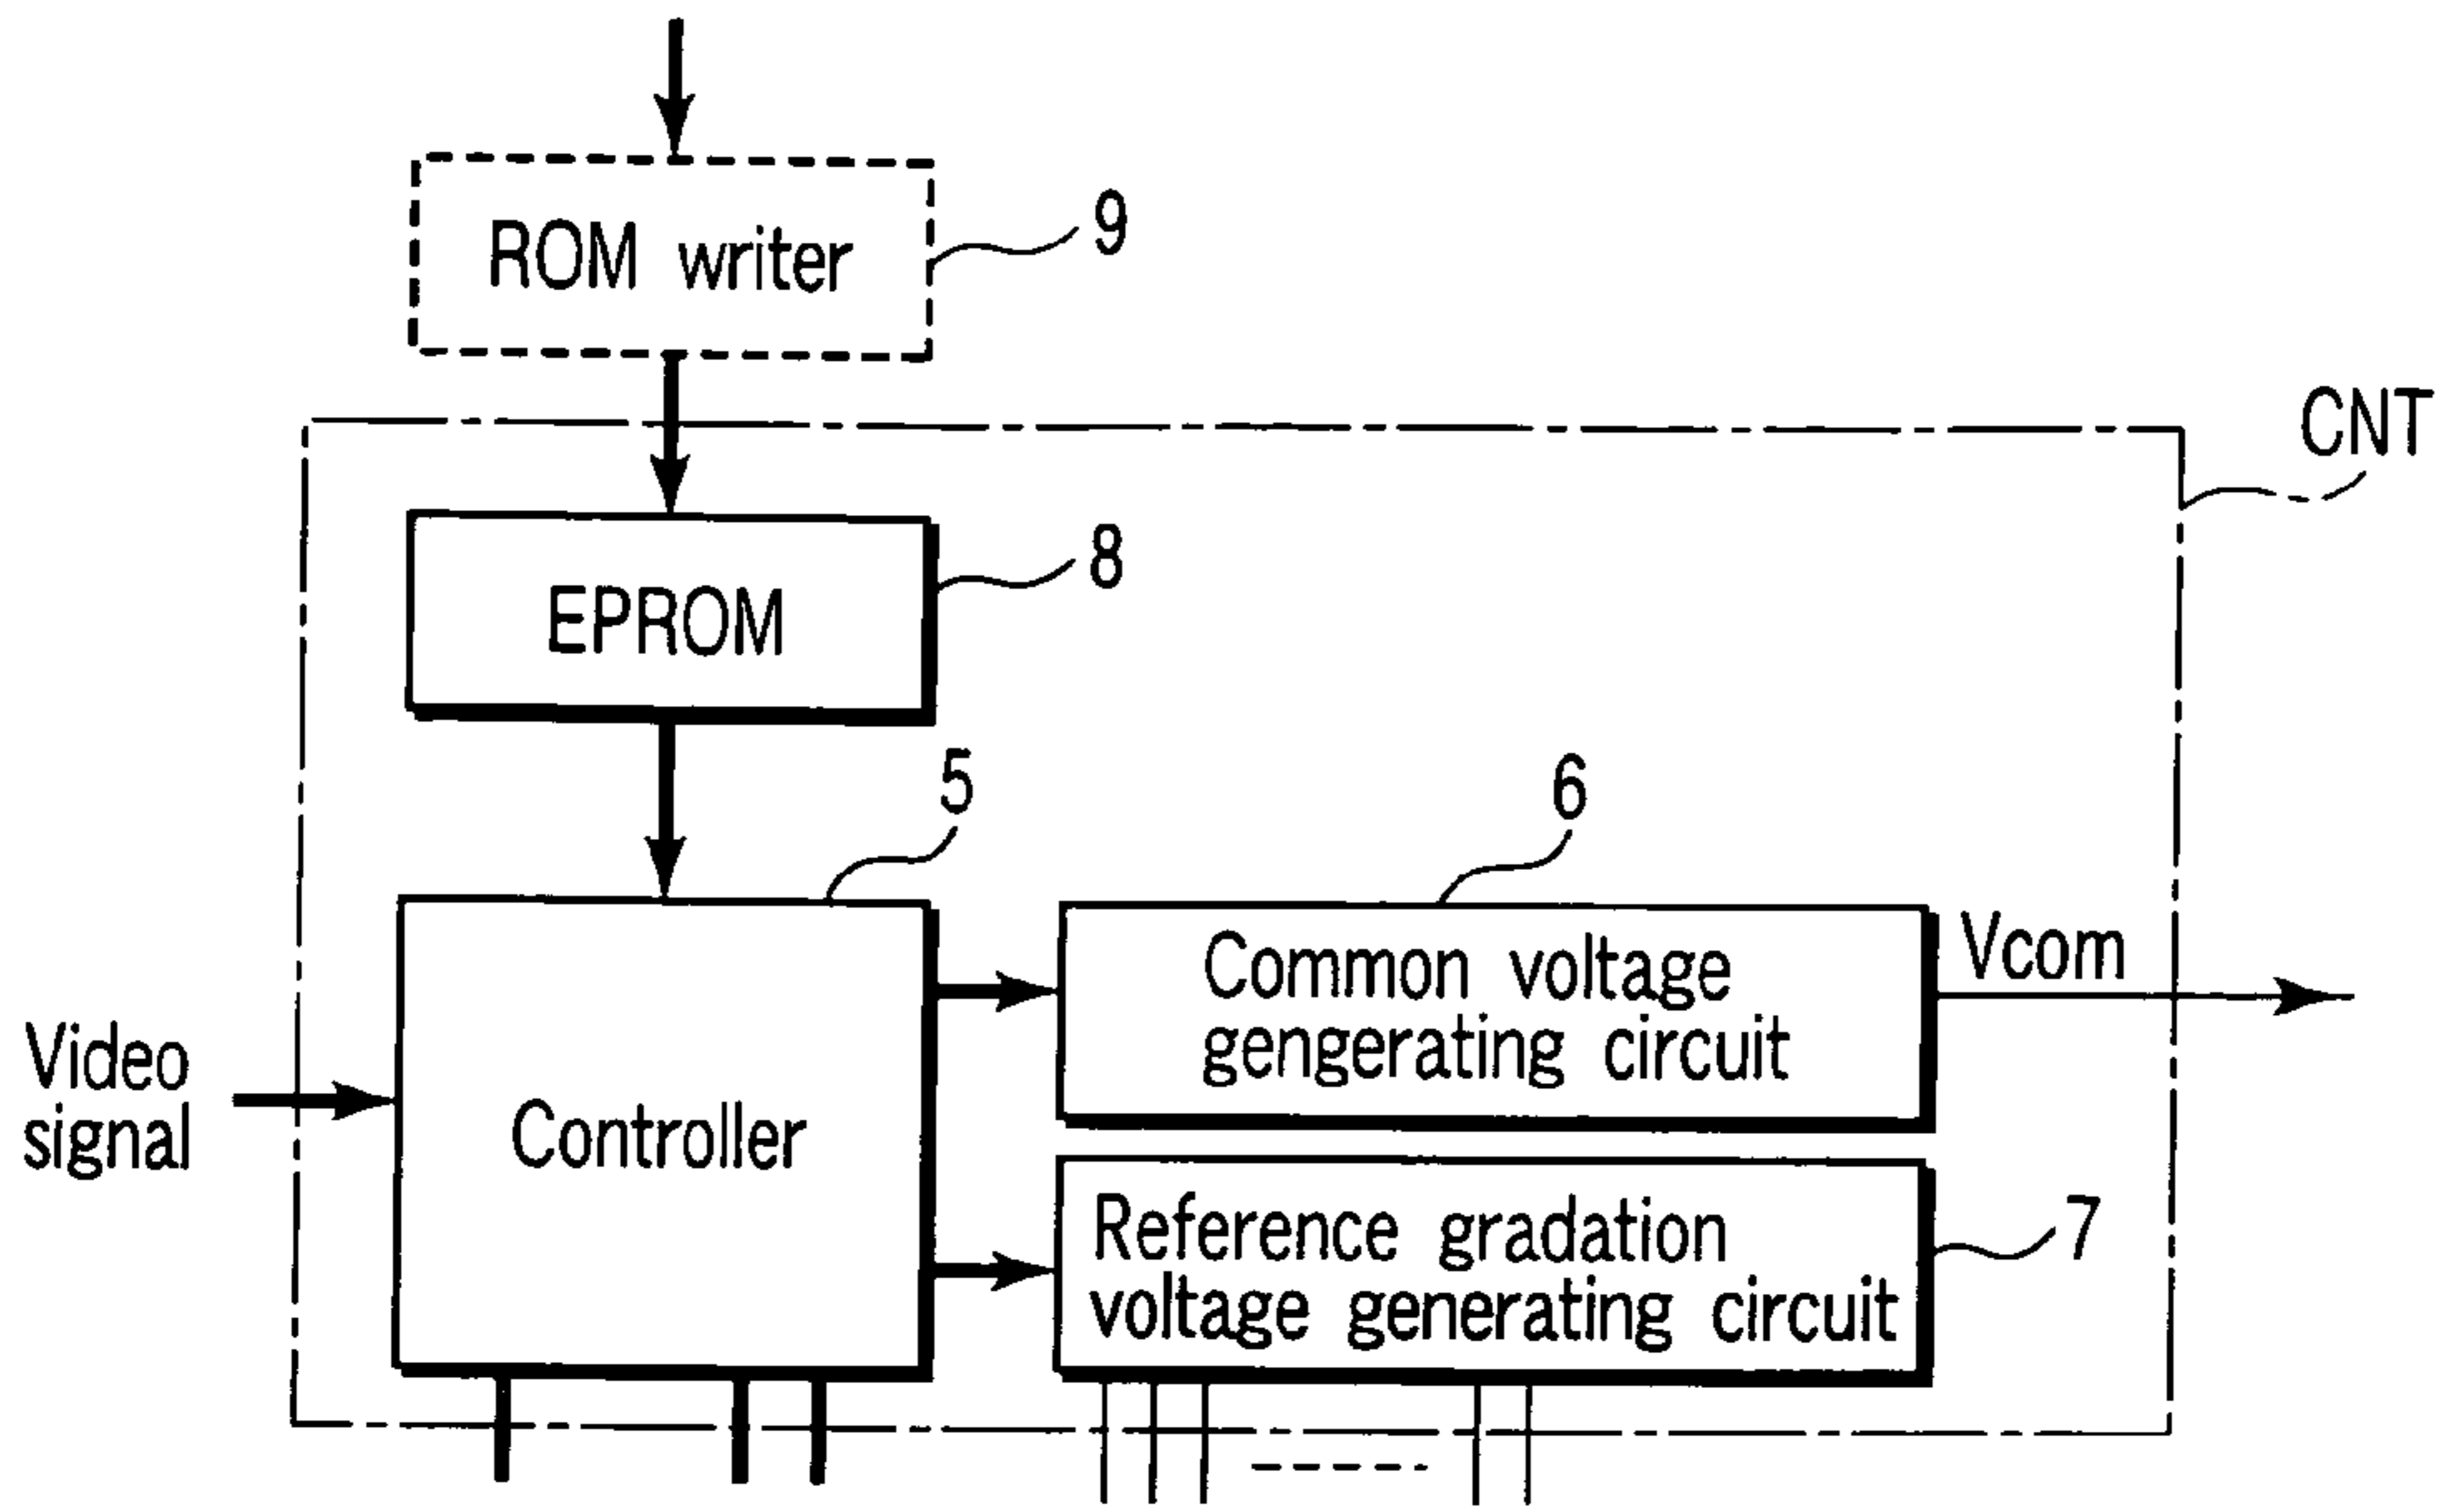 ROM writer
9
CNT
EPROM
8
5
6
Common voltage
gengerating circuit
Vcom
Video
signal
Controller
Reference gradation
voltage generating circuit
7